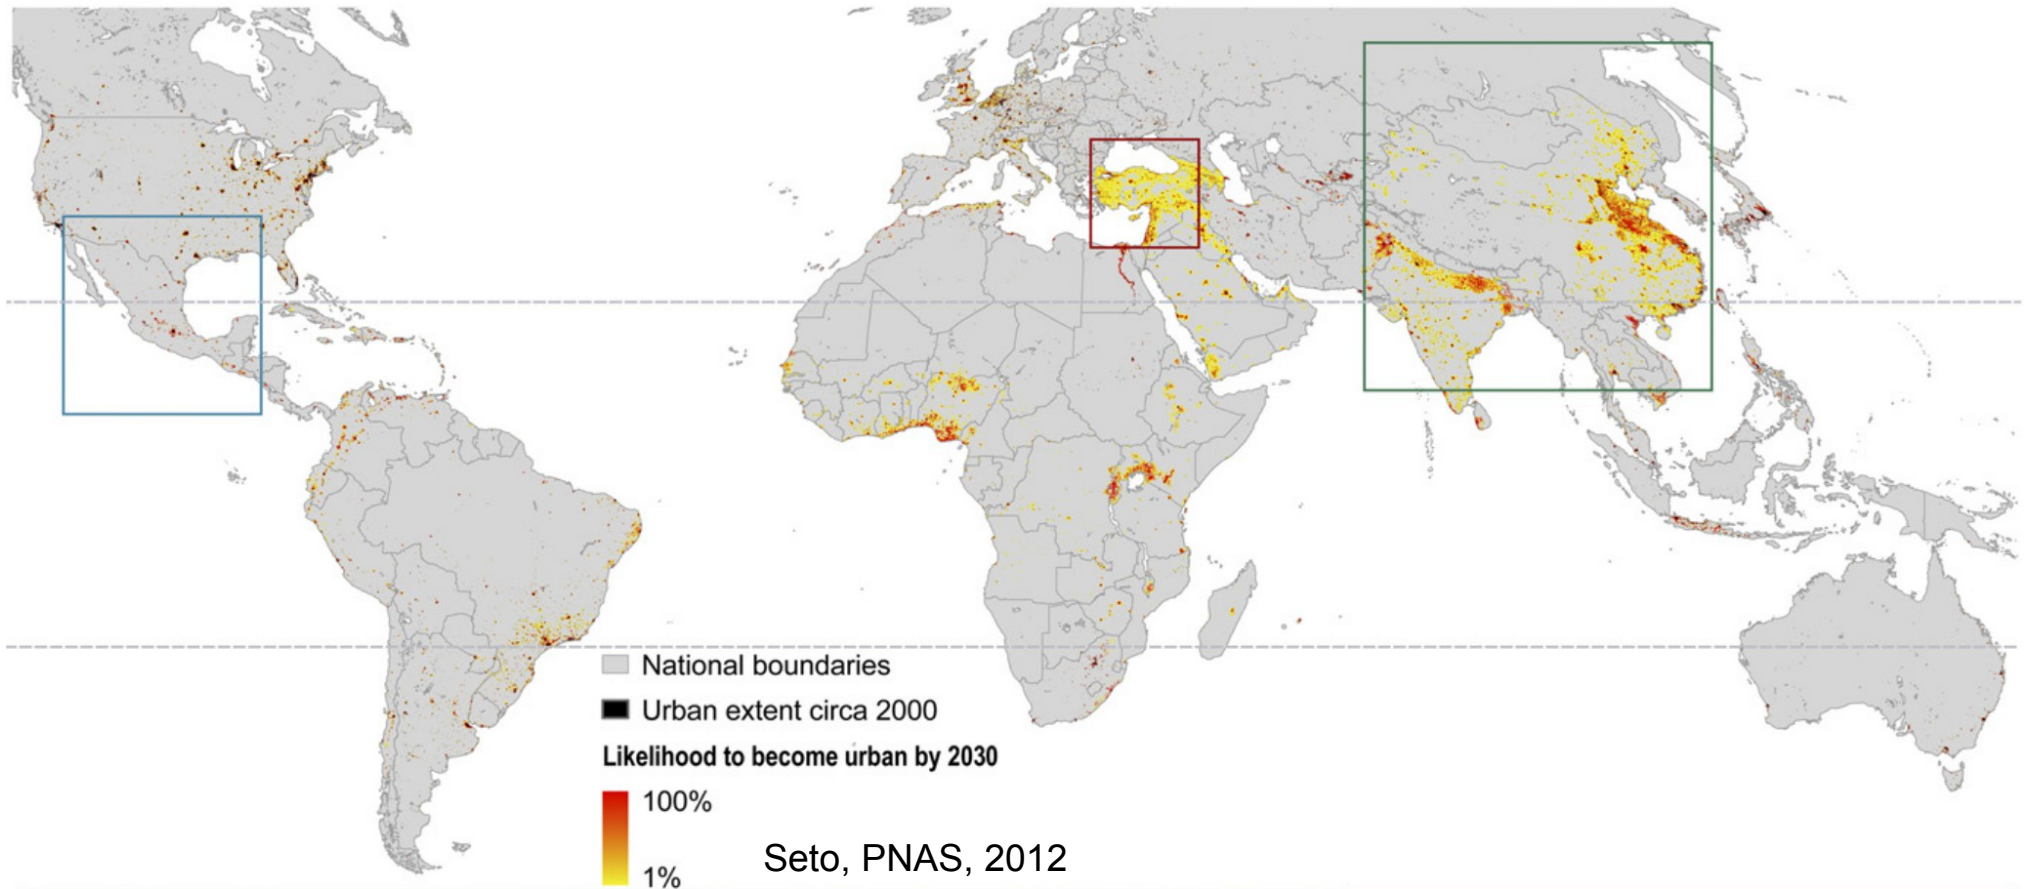 National boundaries
Urban extent circa 2000
Likelihood to become urban by 2030
100%
1%
Seto, PNAS, 2012